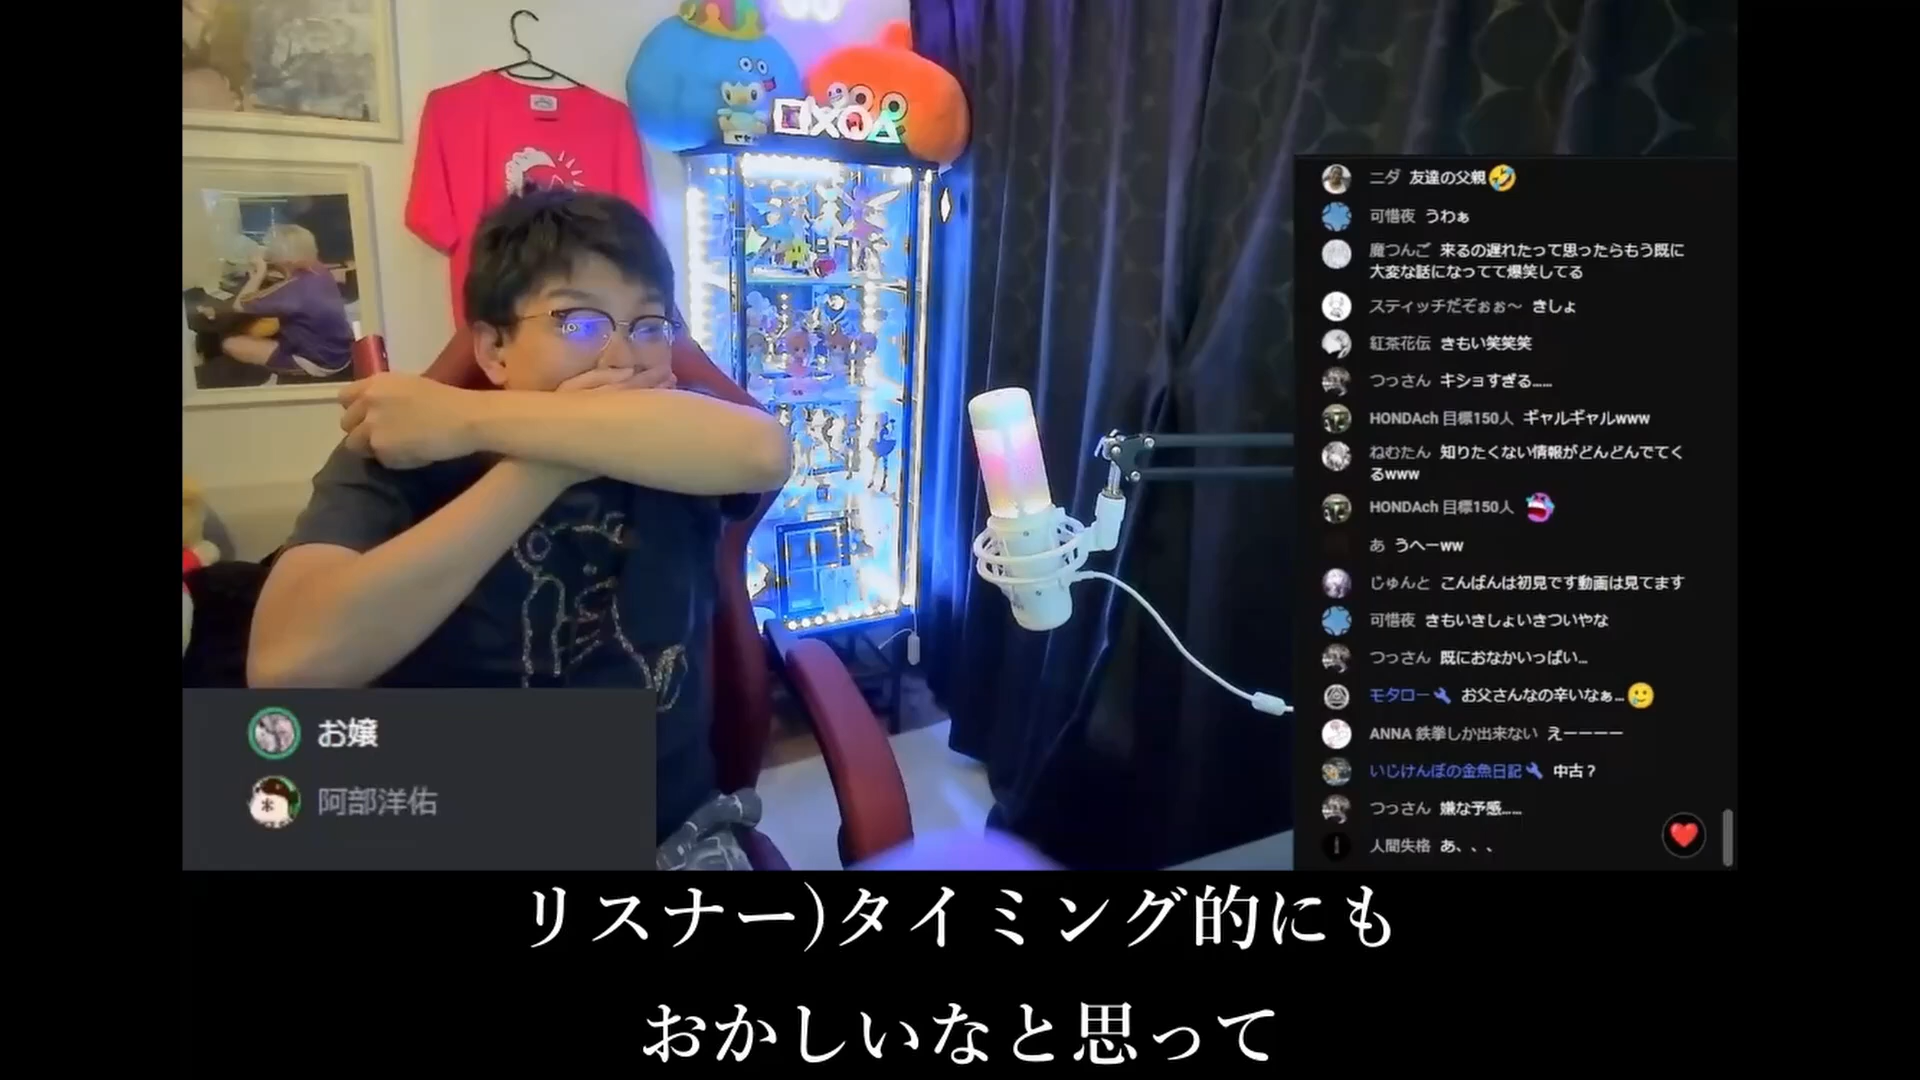 ニダ 友達の父親🤣
可惜夜 うわぁ
魔つんご 来るの遅れたって思ったらもう既に
大変な話になってて爆笑してる
スティッチだぞぉぉ〜 きしょ
紅茶花伝 きもい笑笑笑
つっさん キショすぎる……
HONDAch 目標150人 ギャルギャルwww
ねむたん 知りたくない情報がどんどんでてく
るwww
HONDAch 目標150人
あ うへーww
じゅんと こんばんは初見です動画は見てます
可惜夜 きもいきしょいきついやな
つっさん 既におなかいっぱい…
モタロー お父さんなの辛いなぁ…🥲
ANNA 鉄拳しか出来ない えーーーー
いじけんぼの金魚日記 中古？
つっさん 嫌な予感……
人間失格 あ、、、
お嬢
阿部洋佑
リスナー)タイミング的にも
おかしいなと思って